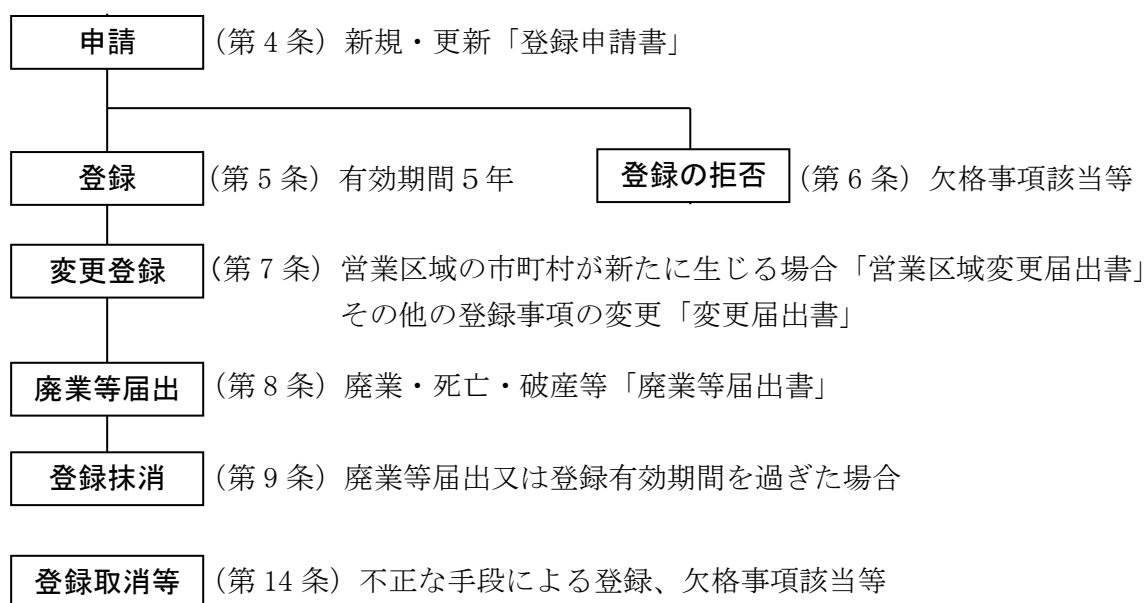 申請 (第4条) 新規・更新「登録申請書」
登録 (第5条) 有効期間5年 登録の拒否 (第6条) 欠格事項該当等
変更登録 (第7条) 営業区域の市町村が新たに生じる場合「営業区域変更届出書」
その他の登録事項の変更「変更届出書」
廃業等届出 (第8条) 廃業・死亡・破産等「廃業等届出書」
登録抹消 (第9条) 廃業等届出又は登録有効期間を過ぎた場合
登録取消等 (第14条) 不正な手段による登録、欠格事項該当等